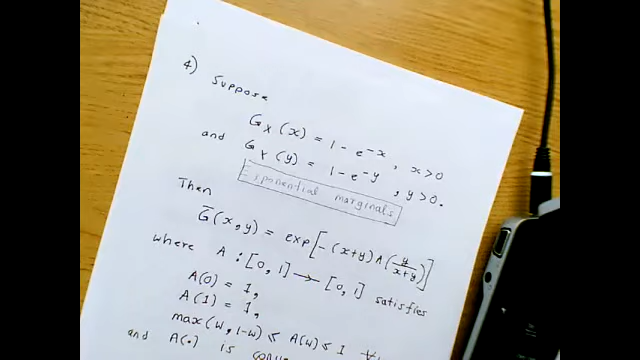 4) Suppose
G_X(x) = 1 - e^-x, x>0
and G_Y(y) = 1 - e^-y, y>0.
Exponential marginals
Then
Ḡ(x,y) = exp[-(x+y)A(y/(x+y))]
where A : [0,1] → [0,1] satisfies
A(0) = 1,
A(1) = 1,
max(w, 1-w) ≤ A(w) ≤ 1
and A(·) is